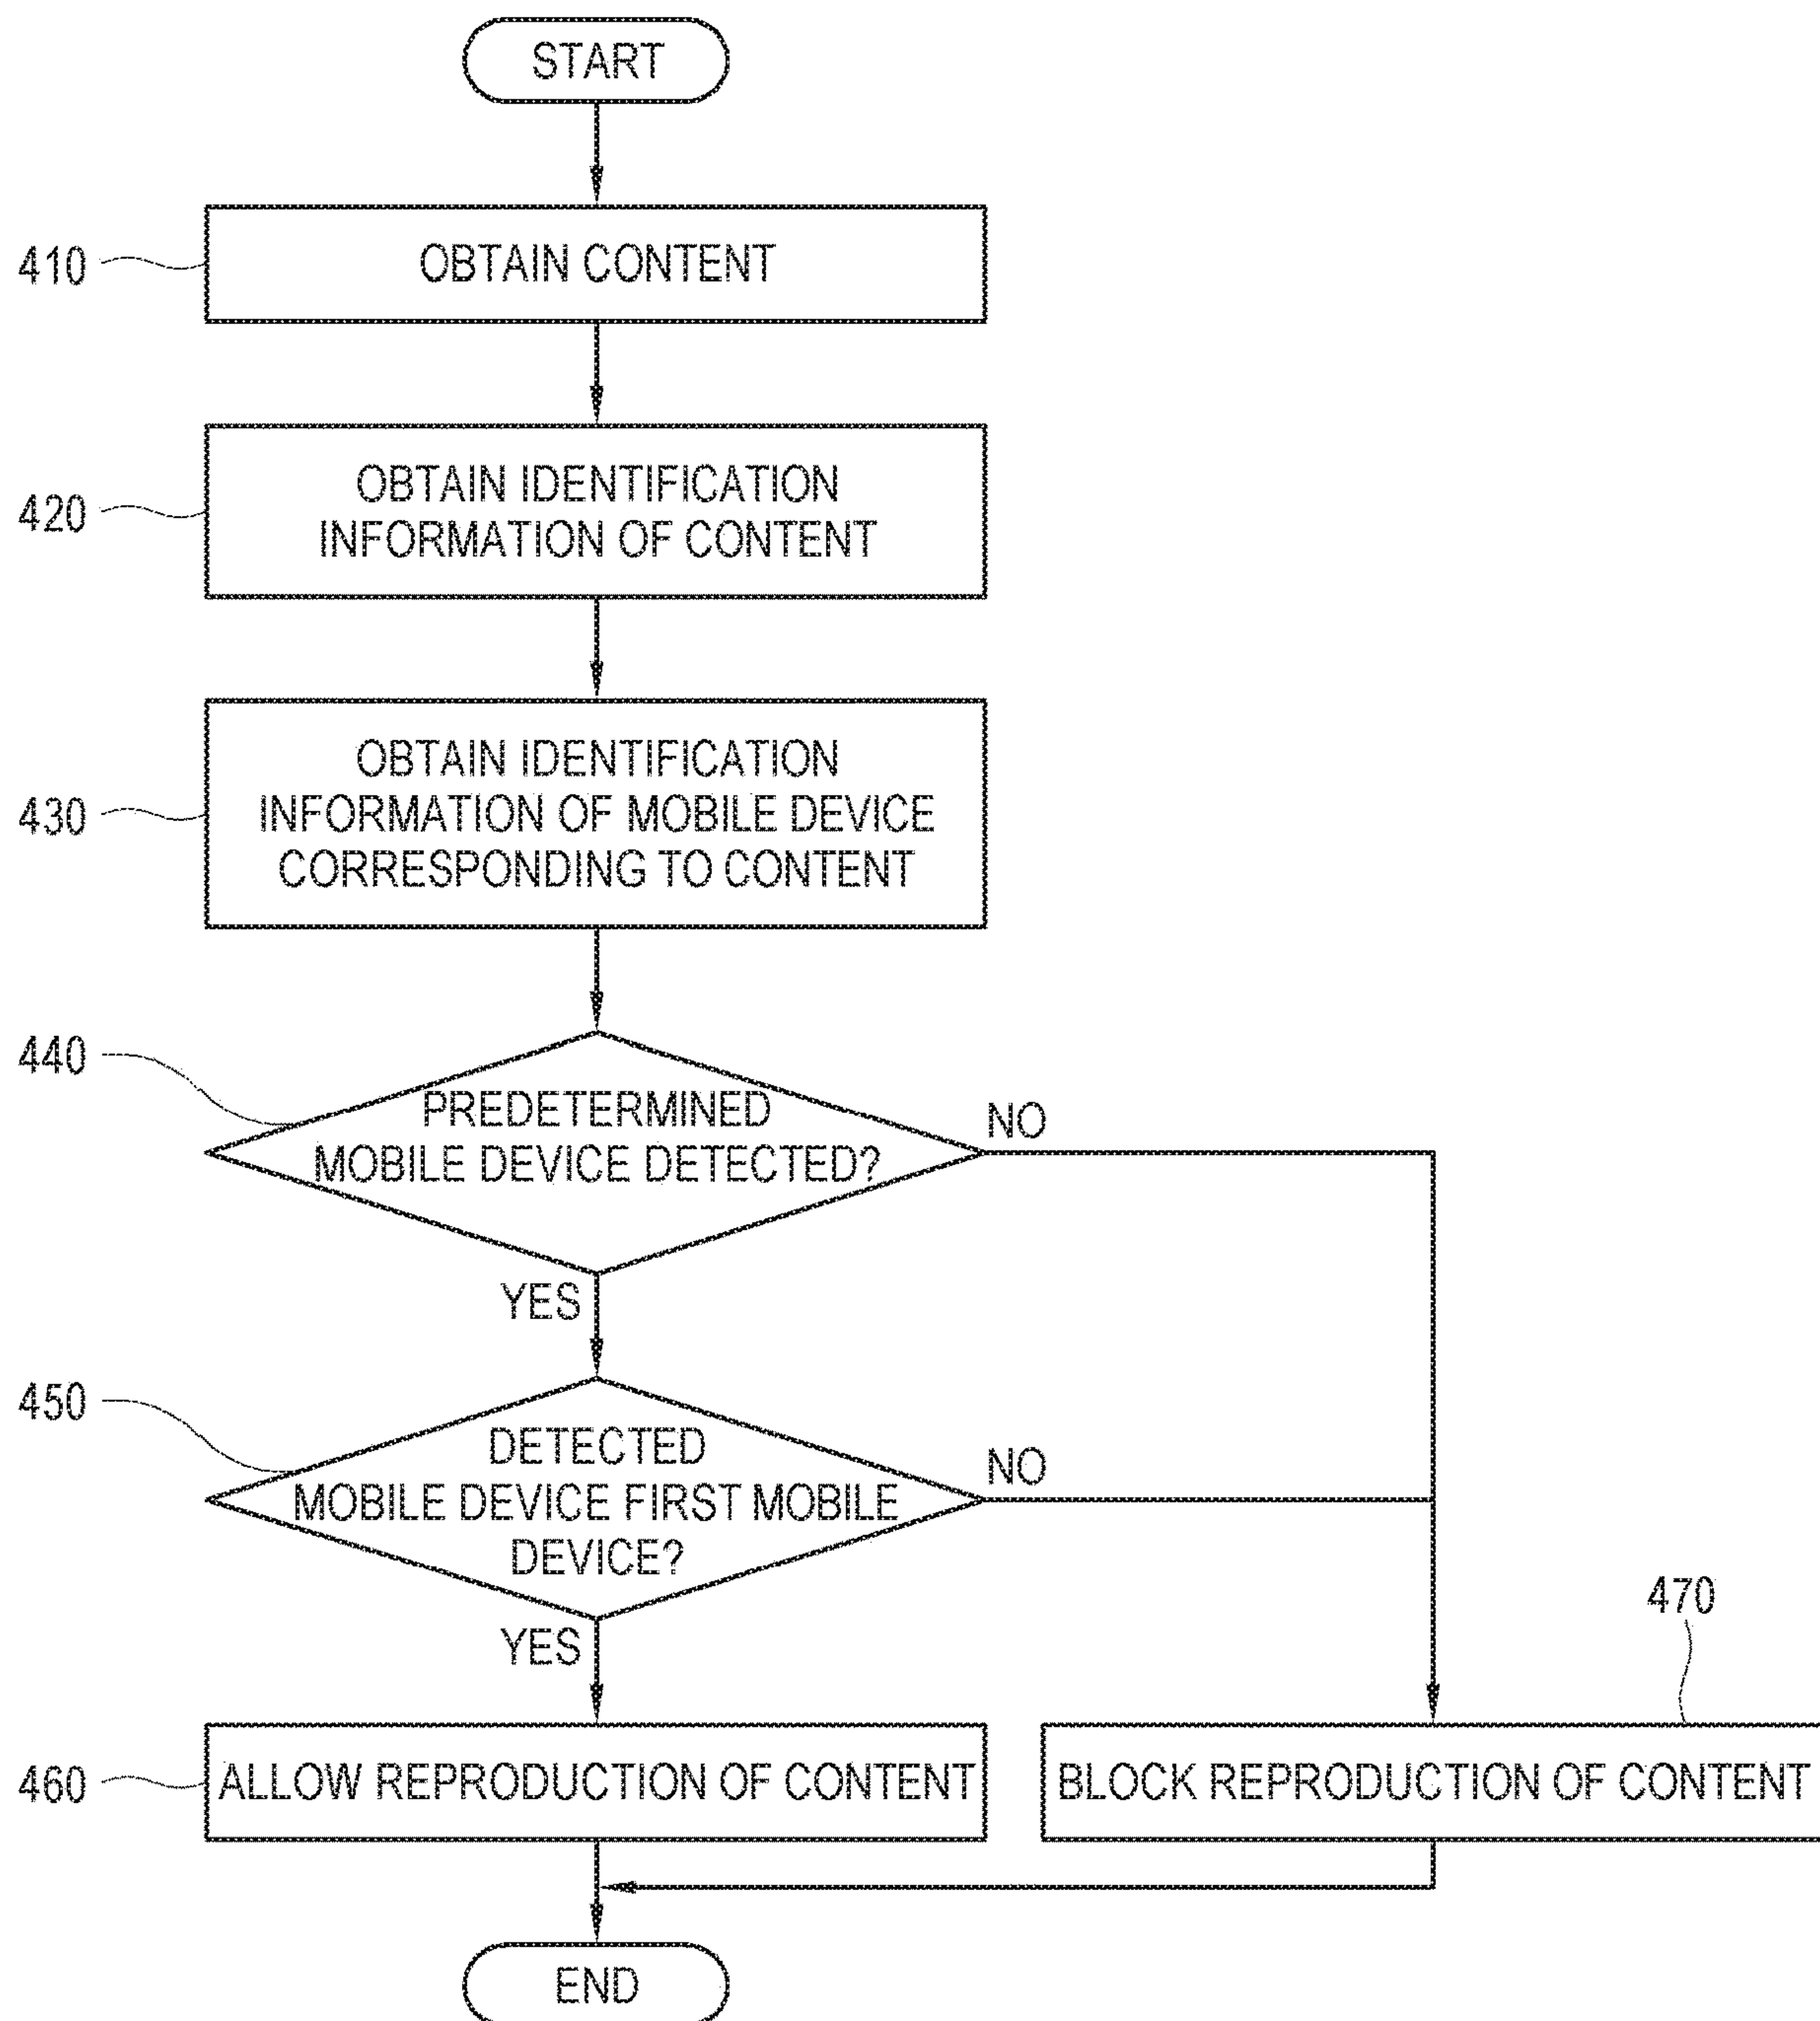 START
410
OBTAIN CONTENT
420
OBTAIN IDENTIFICATION
INFORMATION OF CONTENT
430
OBTAIN IDENTIFICATION
INFORMATION OF MOBILE DEVICE
CORRESPONDING TO CONTENT
440
PREDETERMINED
MOBILE DEVICE DETECTED?
NO
YES
450
DETECTED
MOBILE DEVICE FIRST MOBILE
DEVICE?
NO
YES
470
460
ALLOW REPRODUCTION OF CONTENT
BLOCK REPRODUCTION OF CONTENT
END